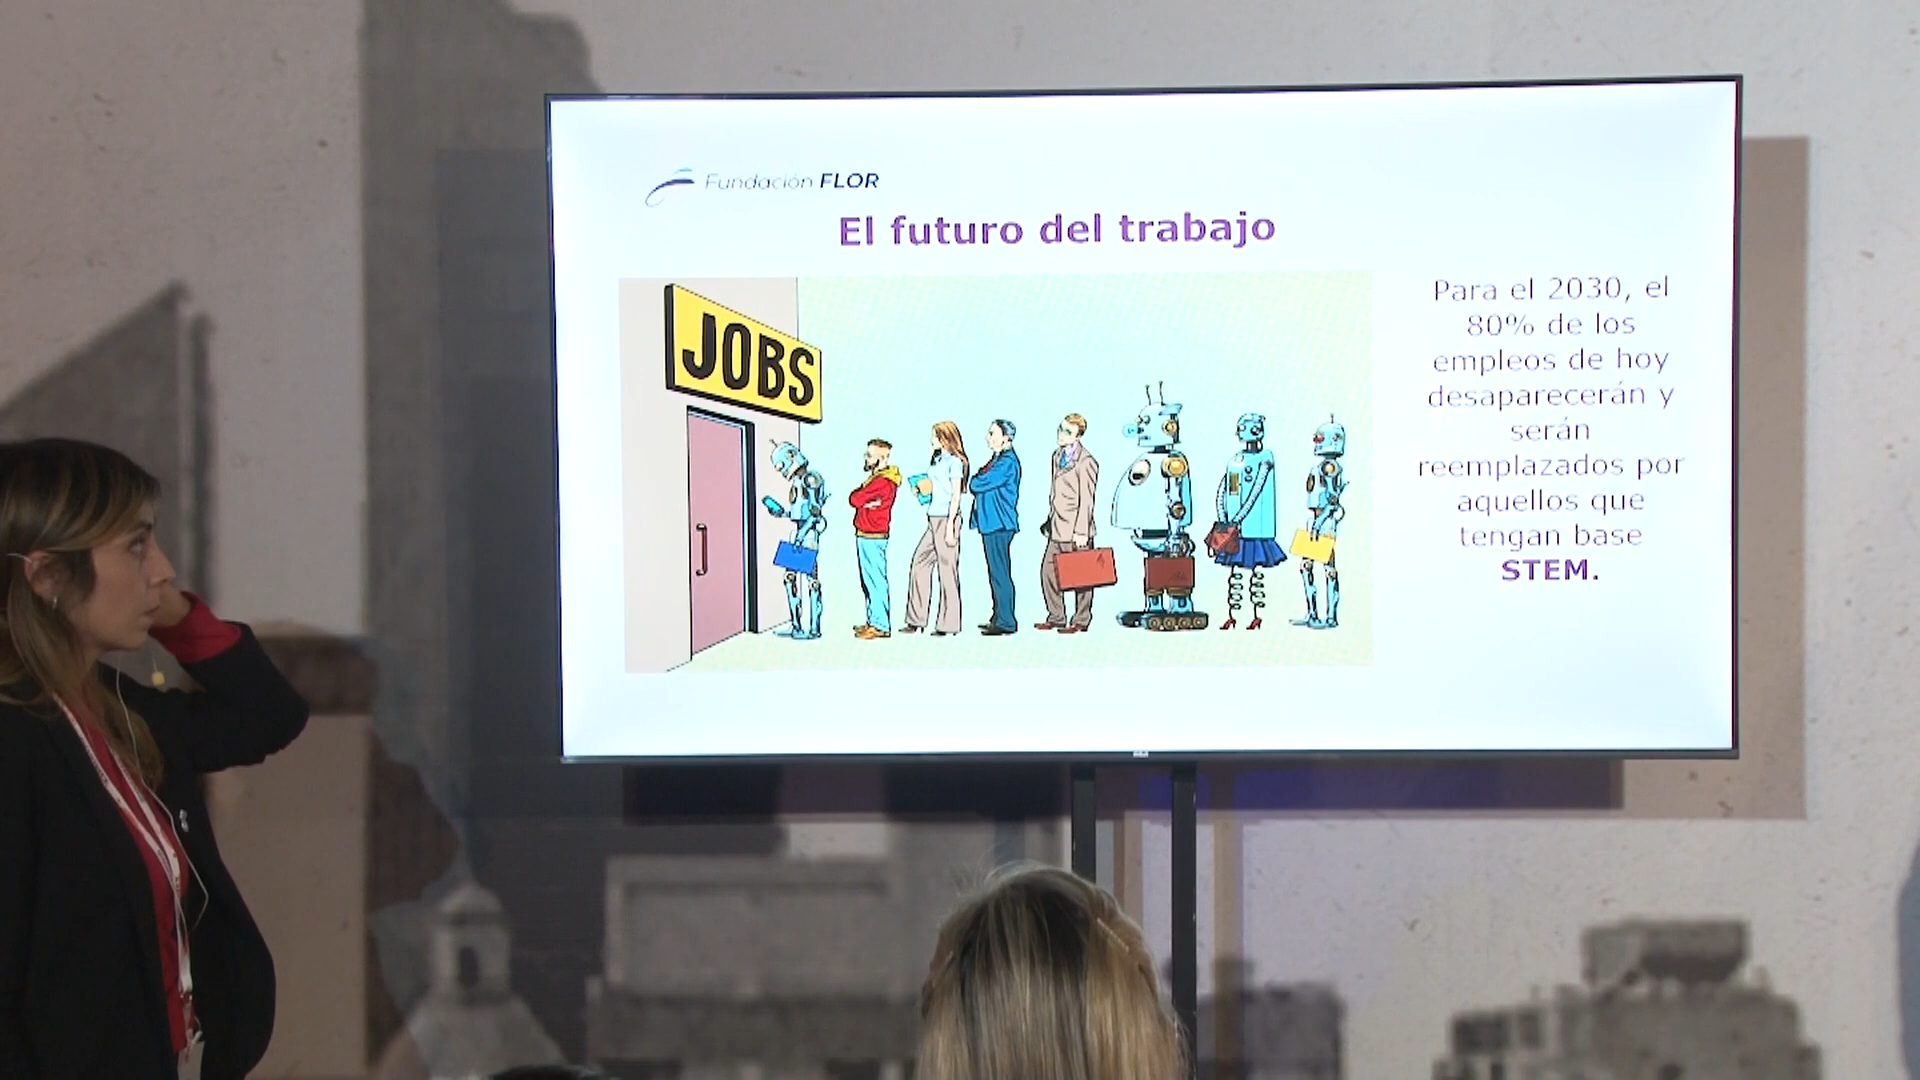 Fundación FLOR
El futuro del trabajo
JOBS
Para el 2030, el
80% de los
empleos de hoy
desaparecerán y
serán
reemplazados por
aquellos que
tengan base
STEM.